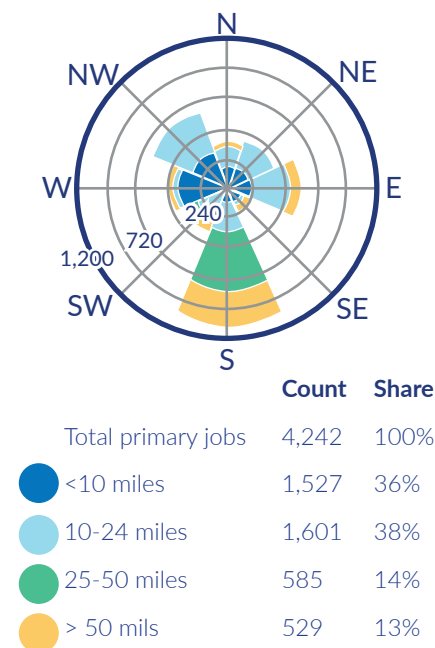 N
NW
NE
W
E
240
720
1,200
SW
SE
S
Count Share
Total primary jobs 4,242 100%
<10 miles 1,527 36%
10-24 miles 1,601 38%
25-50 miles 585 14%
> 50 mils 529 13%